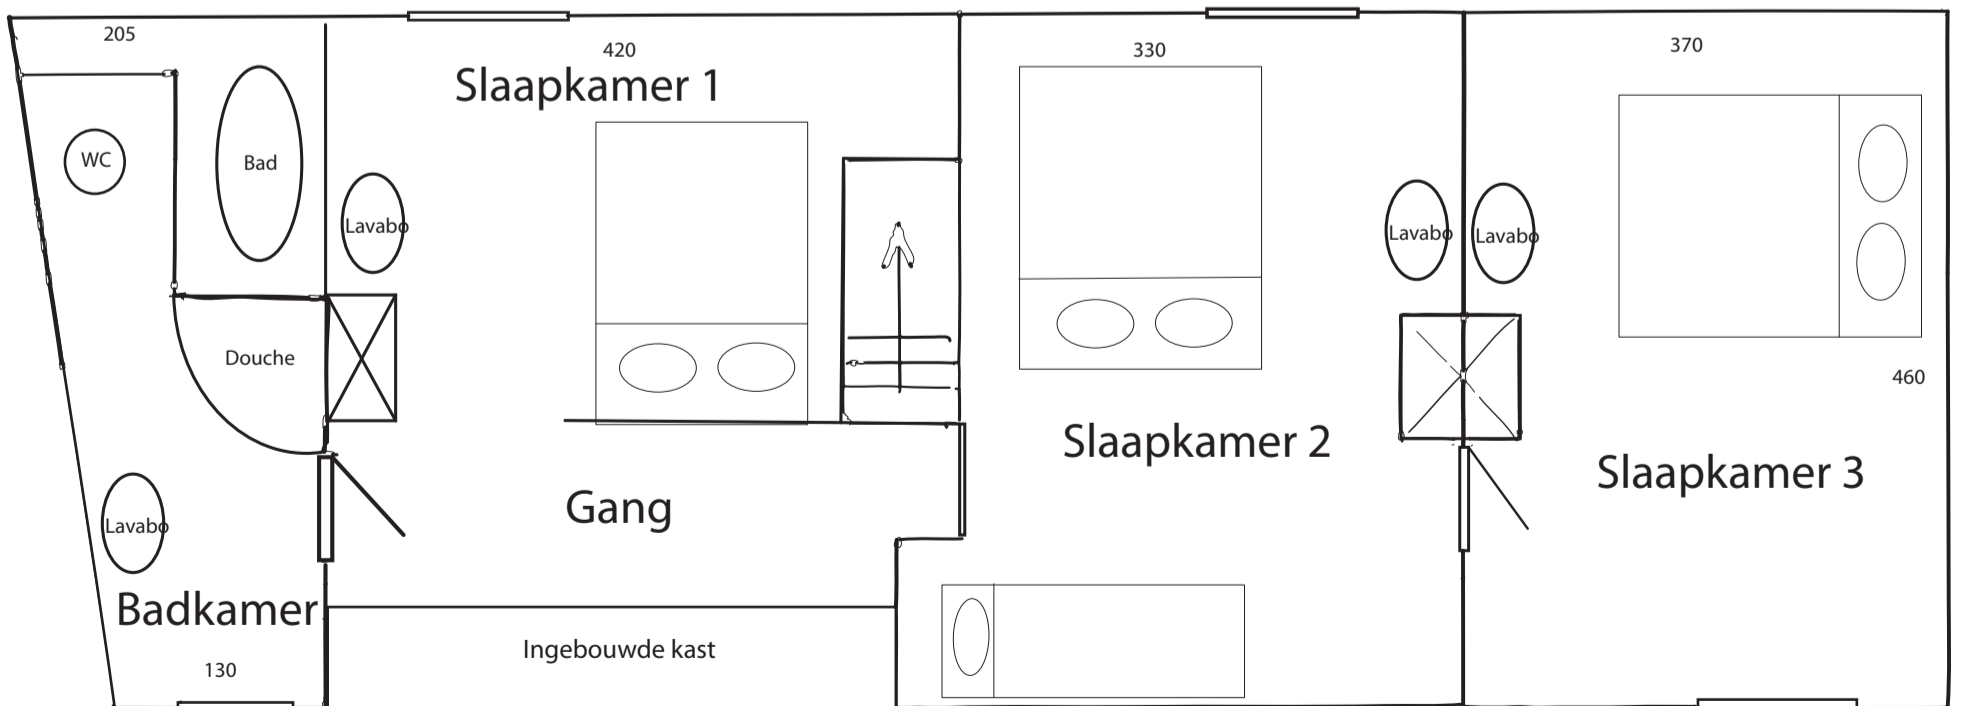 205
420
330
370
Slaapkamer 1
WC
Bad
Lavabo
Lavabo
Lavabo
Douche
460
Slaapkamer 2
Slaapkamer 3
Gang
Lavabo
Badkamer
Ingebouwde kast
130